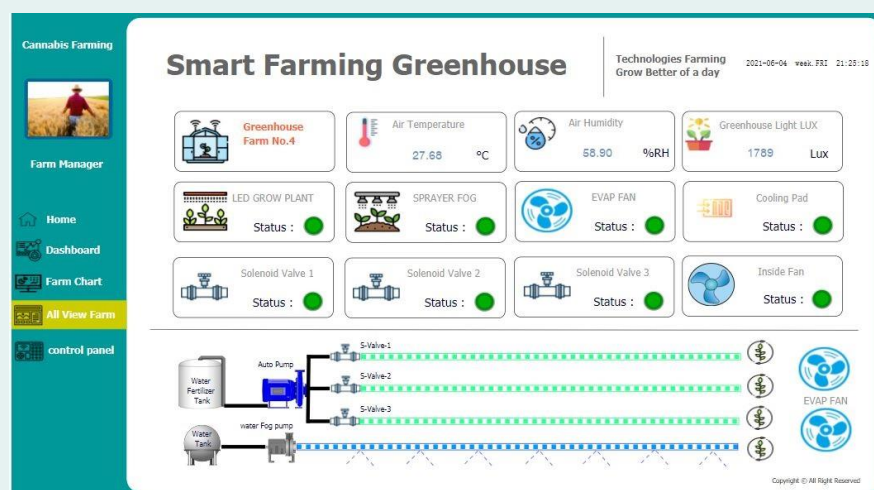 Cannabis Farming
Farm Manager
Home
Dashboard
Farm Chart
All View Farm
control panel
Smart Farming Greenhouse
Technologies Farming
Grow Better of a day
2021-06-04 week.FRI 21:25:18
Greenhouse
Farm No.4
Air Temperature
27.68 °C
Air Humidity
58.90 %RH
Greenhouse Light LUX
1789 Lux
LED GROW PLANT
Status :
SPRAYER FOG
Status :
EVAP FAN
Status :
Cooling Pad
Status :
Solenoid Valve 1
Status :
Solenoid Valve 2
Status :
Solenoid Valve 3
Status :
Inside Fan
Status :
Water
Fertilizer
Tank
Auto Pump
S-Valve-1
S-Valve-2
S-Valve-3
EVAP FAN
Water
Tank
water Fog pump
Copyright © All Right Reserved